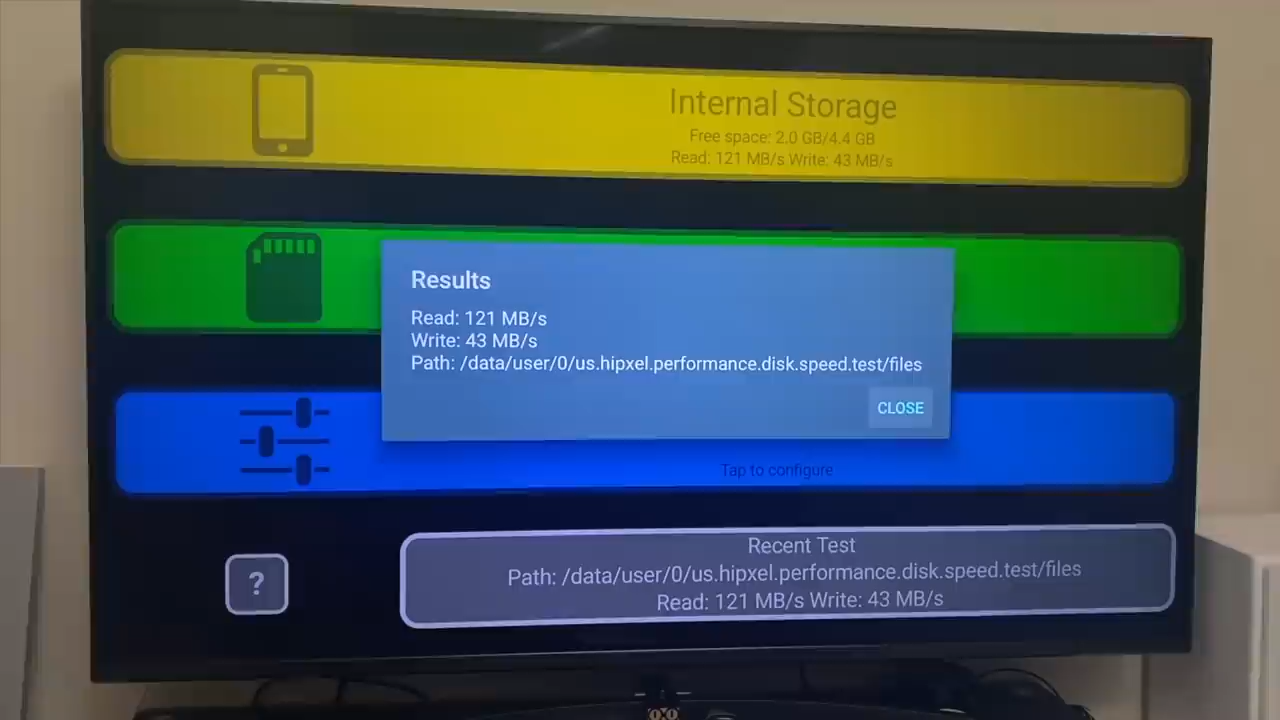 Internal Storage
Free space: 2.0 GB/4.4 GB
Read: 121 MB/s Write: 43 MB/s
Results
Read: 121 MB/s
Write: 43 MB/s
Path: /data/user/0/us.hipxel.performance.disk.speed.test/files
CLOSE
Tap to configure
?
Recent Test
Path: /data/user/0/us.hipxel.performance.disk.speed.test/files
Read: 121 MB/s Write: 43 MB/s